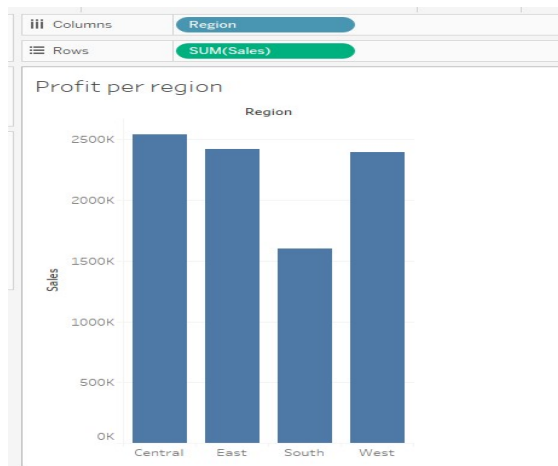 Columns Region
Rows SUM(Sales)
Profit per region
Region
2500K
2000K
1500K
1000K
500K
0K
Sales
Central East South West